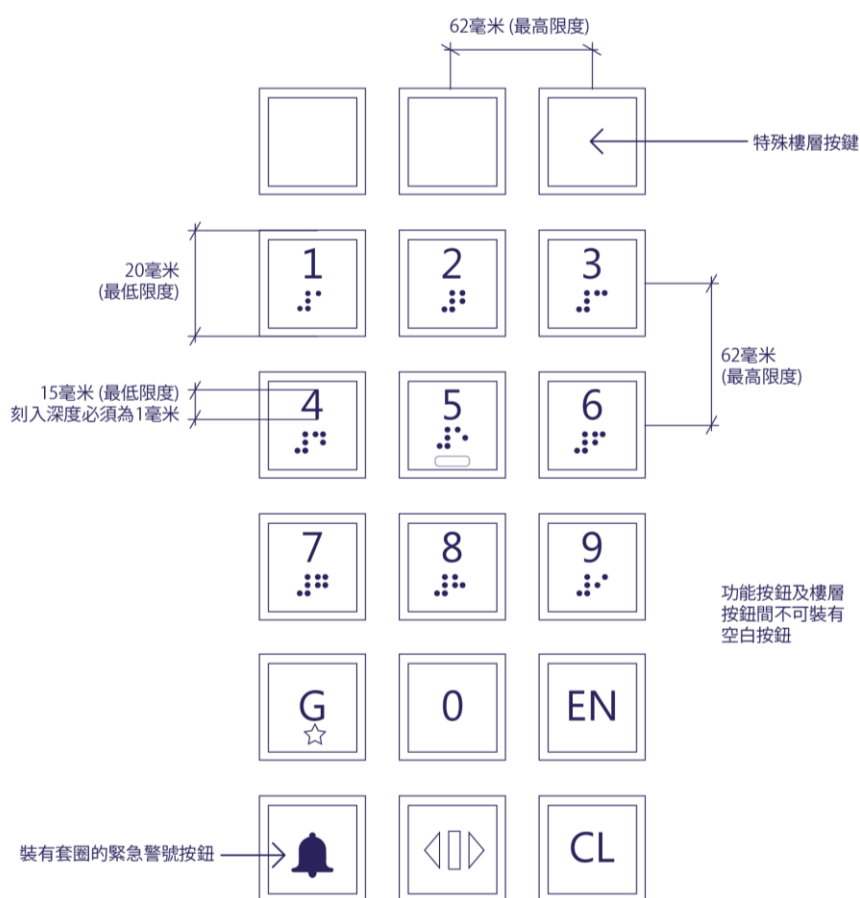 62毫米 (最高限度)
特殊樓層按鍵
20毫米
(最低限度)
1
2
3
62毫米
(最高限度)
15毫米 (最低限度)
刻入深度必須為1毫米
4
5
6
7
8
9
功能按鈕及樓層
按鈕間不可裝有
空白按鈕
G
0
EN
裝有套圈的緊急警號按鈕
CL